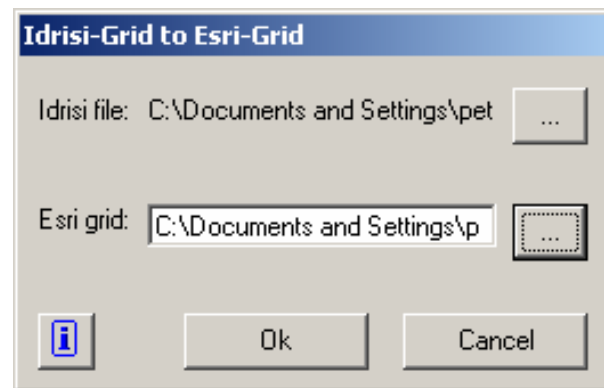 Idrisi-Grid to Esri-Grid
Idrisi file: C:\Documents and Settings\pet ...
Esri grid: C:\Documents and Settings\p ...
i Ok Cancel